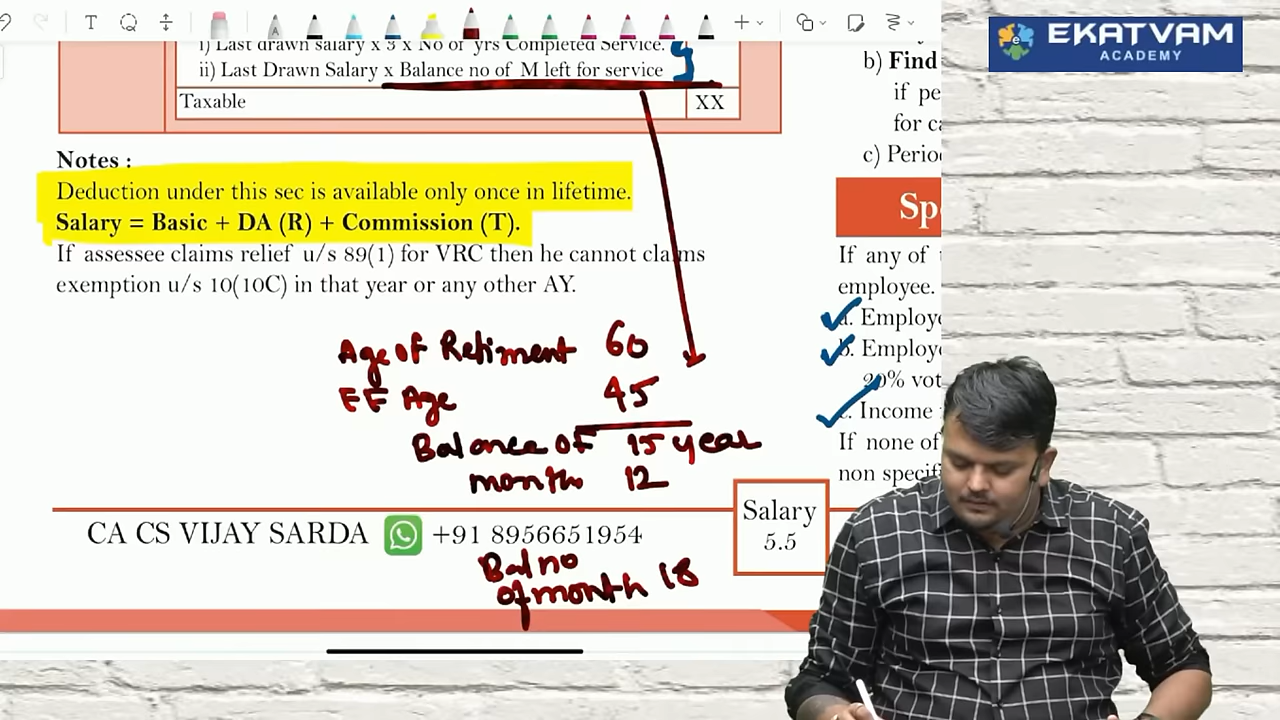 i) Last drawn salary x 3 x No of yrs Completed Service.
ii) Last Drawn Salary x Balance no of M left for service
Taxable XX
Notes :
Deduction under this sec is available only once in lifetime.
Salary = Basic + DA (R) + Commission (T).
If assessee claims relief u/s 89(1) for VRC then he cannot claims
exemption u/s 10(10C) in that year or any other AY.
Age of Retiment 60
Age 45
Balance of 15 year
month 12
CA CS VIJAY SARDA +91 8956651954
Salary
5.5
Bal no
of month 18
EKATVAM
ACADEMY
b) Find
if pe
for ca
c) Perio
Sp
If any of
employee.
a. Employe
b. Employe
20% vot
c. Income
If none of
non specif